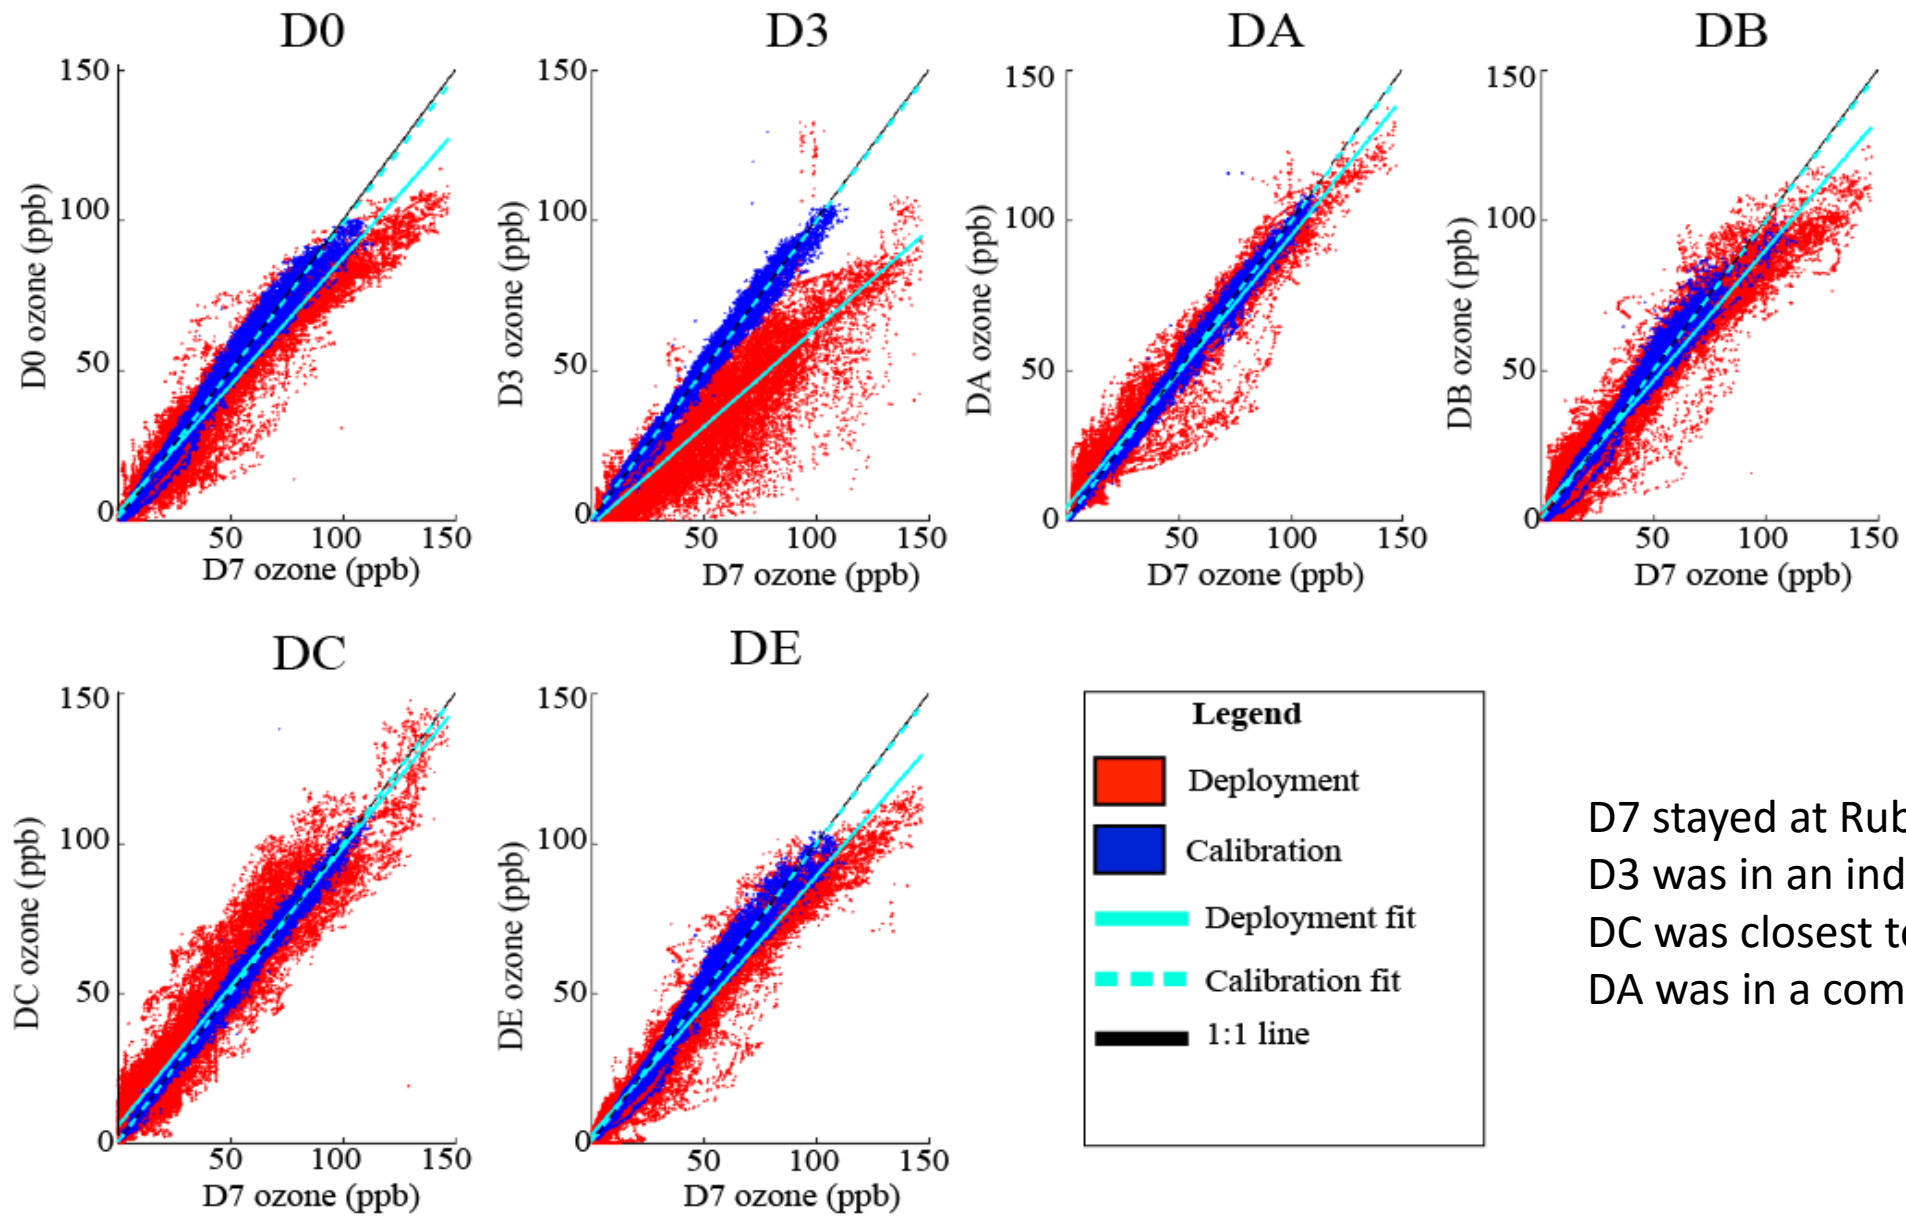 D0
D3
DA
DB
150
100
50
0
50
100
150
D0 ozone (ppb)
D7 ozone (ppb)
150
100
50
0
50
100
150
D3 ozone (ppb)
D7 ozone (ppb)
150
100
50
0
50
100
150
DA ozone (ppb)
D7 ozone (ppb)
150
100
50
0
50
100
150
DB ozone (ppb)
D7 ozone (ppb)
DC
DE
150
100
50
0
50
100
150
DC ozone (ppb)
D7 ozone (ppb)
150
100
50
0
50
100
150
DE ozone (ppb)
D7 ozone (ppb)
Legend
Deployment
Calibration
Deployment fit
Calibration fit
1:1 line
D7 stayed at Rub
D3 was in an ind
DC was closest to
DA was in a com